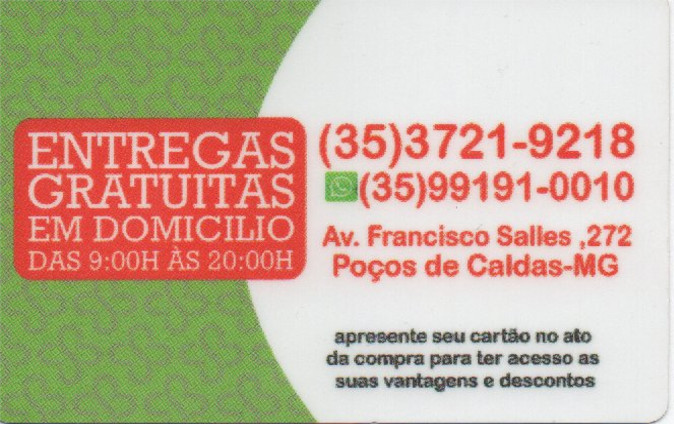 ENTREGAS
GRATUITAS
EM DOMICILIO
DAS 9:00H ÀS 20:00H
(35)3721-9218
(35)99191-0010
Av. Francisco Salles ,272
Poços de Caldas-MG
apresente seu cartão no ato
da compra para ter acesso as
suas vantagens e descontos